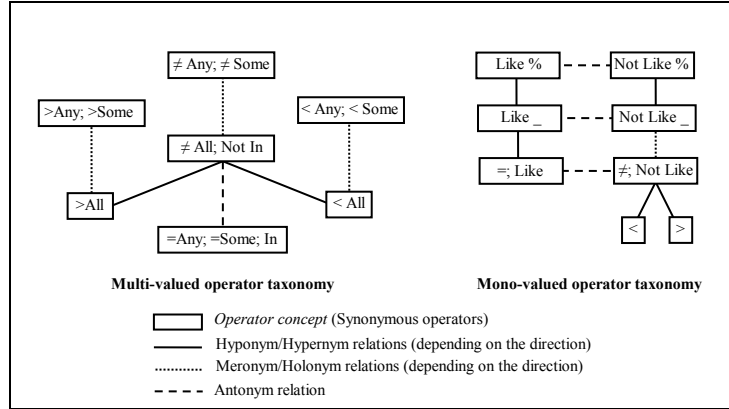 ≠ Any; ≠ Some
Like %
Not Like %
>Any; >Some
< Any; < Some
Like _
Not Like _
≠ All; Not In
=; Like
≠; Not Like
>All
< All
=Any; =Some; In
<
>
Multi-valued operator taxonomy
Mono-valued operator taxonomy
Operator concept (Synonymous operators)
Hyponym/Hypernym relations (depending on the direction)
Meronym/Holonym relations (depending on the direction)
Antonym relation